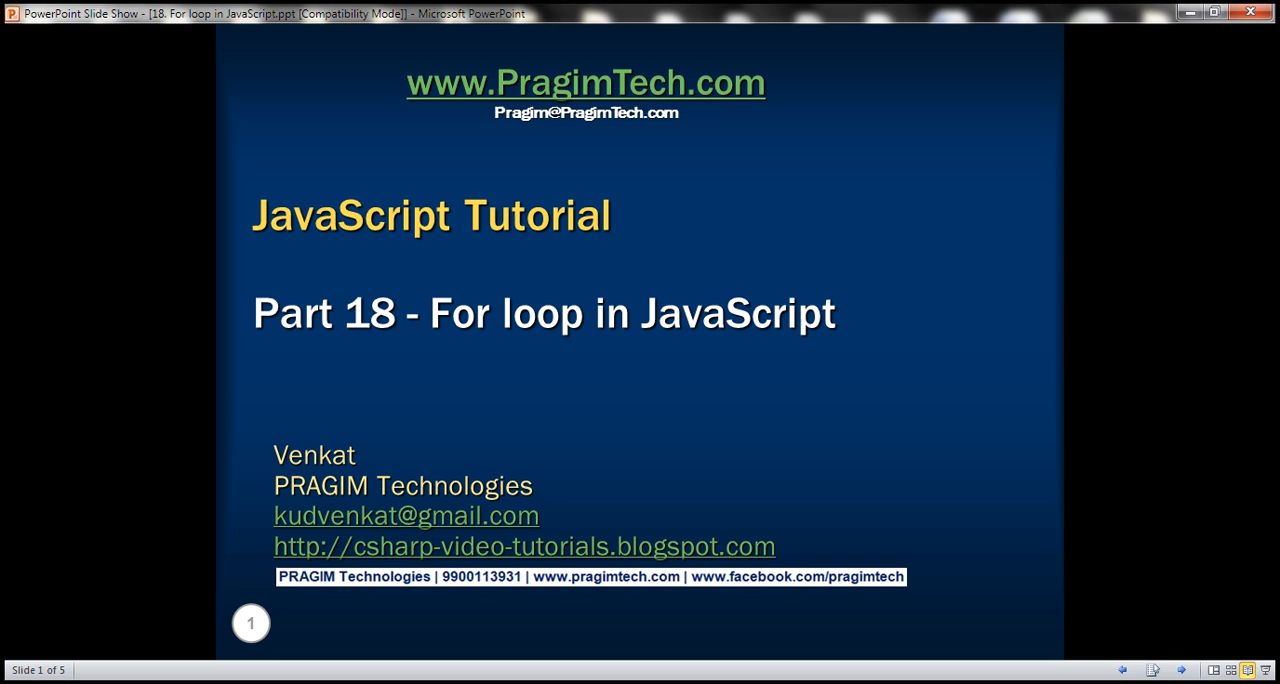 PowerPoint Slide Show - [18. For loop in JavaScript.ppt [Compatibility Mode]] - Microsoft PowerPoint
www.PragimTech.com
Pragim@PragimTech.com
JavaScript Tutorial
Part 18 - For loop in JavaScript
Venkat
PRAGIM Technologies
kudvenkat@gmail.com
http://csharp-video-tutorials.blogspot.com
PRAGIM Technologies | 9900113931 | www.pragimtech.com | www.facebook.com/pragimtech
1
Slide 1 of 5